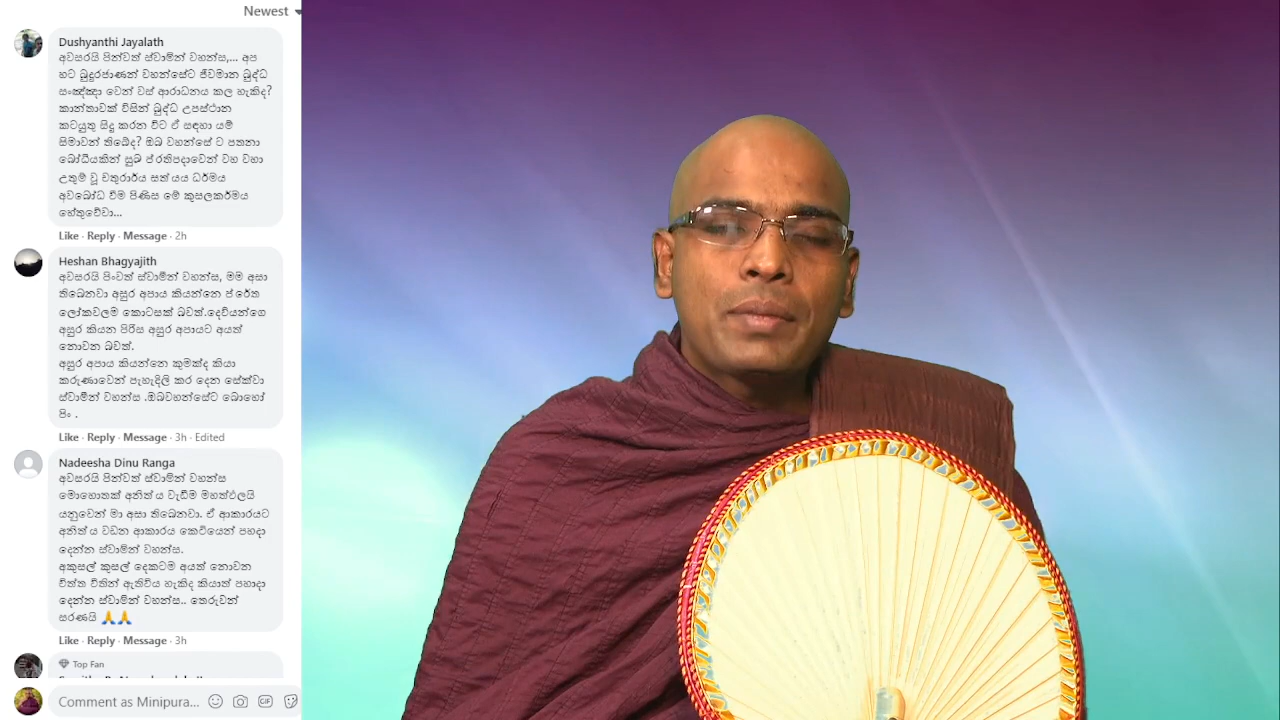 Newest
Dushyanthi Jayalath
අවසරයි පින්වත් ස්වාමින් වහන්ස,... අප
හට බුදුරජාණන් වහන්සේට ජීවමාන බුද්ධ
සංඤ්ඤා වෙන් වස් ආරාධනය කල හැකිද?
කාන්තාවක් විසින් බුද්ධ උපස්ථාන
කටයුතු සිදු කරන විට ඒ සඳහා යම්
සිමාවන් තිබේද? ඔබ වහන්සේ ට පතනා
බෝධියකින් සුඛ ප්‍රතිපදාවෙන් වහ වහා
උතුම් වූ චතුරාර්ය සත්‍යය ධර්මය
අවබෝධ වීම පිණිස මේ කුසලකර්මය
හේතුවේවා...
Like · Reply · Message · 2h
Heshan Bhagyajith
අවසරයි පිංවත් ස්වාමීන් වහන්ස, මම අසා
තිබෙනවා අසුර අපාය කියන්නෙ ප්‍රේත
ලෝකවලම කොටසක් බවත්.දෙවියන්ගෙ
අසුර කියන පිරිස අසුර අපායට අයත්
නොවන බවත්.
අසුර අපාය කියන්නෙ කුමක්ද කියා
කරුණාවෙන් පැහැදිලි කර දෙන සේක්වා
ස්වාමීන් වහන්ස .ඔබවහන්සේට බොහෝ
පිං .
Like · Reply · Message · 3h · Edited
Nadeesha Dinu Ranga
අවසරයි පින්වත් ස්වාමින් වහන්ස
මොහොතක් අනිත්‍ය වැඩීම මහත්ඵලයි
යනුවෙන් මා අසා තිබෙනවා. ඒ ආකාරයට
අනිත්‍ය වඩන ආකාරය කෙටියෙන් පහදා
දෙන්න ස්වාමින් වහන්ස.
අකුසල් කුසල් දෙකටම අයත් නොවන
චිත්ත විතින් ඇතිවිය හැකිද කියාත් පහාදා
දෙන්න ස්වාමින් වහන්ස.. තෙරුවන්
සරණයි 🙏🙏
Like · Reply · Message · 3h
Top Fan
Comment as Minipura...
GIF